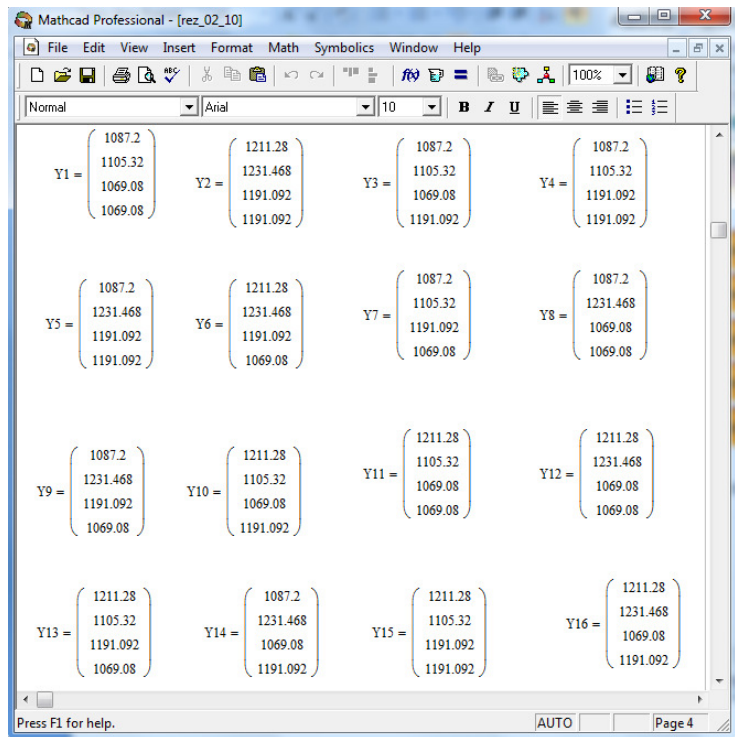 Mathcad Professional - [rez_02_10]
File Edit View Insert Format Math Symbolics Window Help
100%
Normal Arial 10 B I U
Y1 = 1087.2 1105.32 1069.08 1069.08
Y2 = 1211.28 1231.468 1191.092 1191.092
Y3 = 1087.2 1105.32 1069.08 1191.092
Y4 = 1087.2 1105.32 1191.092 1191.092
Y5 = 1087.2 1231.468 1191.092 1191.092
Y6 = 1211.28 1231.468 1191.092 1069.08
Y7 = 1087.2 1105.32 1191.092 1069.08
Y8 = 1087.2 1231.468 1069.08 1069.08
Y9 = 1087.2 1231.468 1191.092 1069.08
Y10 = 1211.28 1105.32 1069.08 1191.092
Y11 = 1211.28 1105.32 1069.08 1069.08
Y12 = 1211.28 1231.468 1069.08 1069.08
Y13 = 1211.28 1105.32 1191.092 1069.08
Y14 = 1087.2 1231.468 1069.08 1191.092
Y15 = 1211.28 1105.32 1191.092 1191.092
Y16 = 1211.28 1231.468 1069.08 1191.092
Press F1 for help. AUTO Page 4